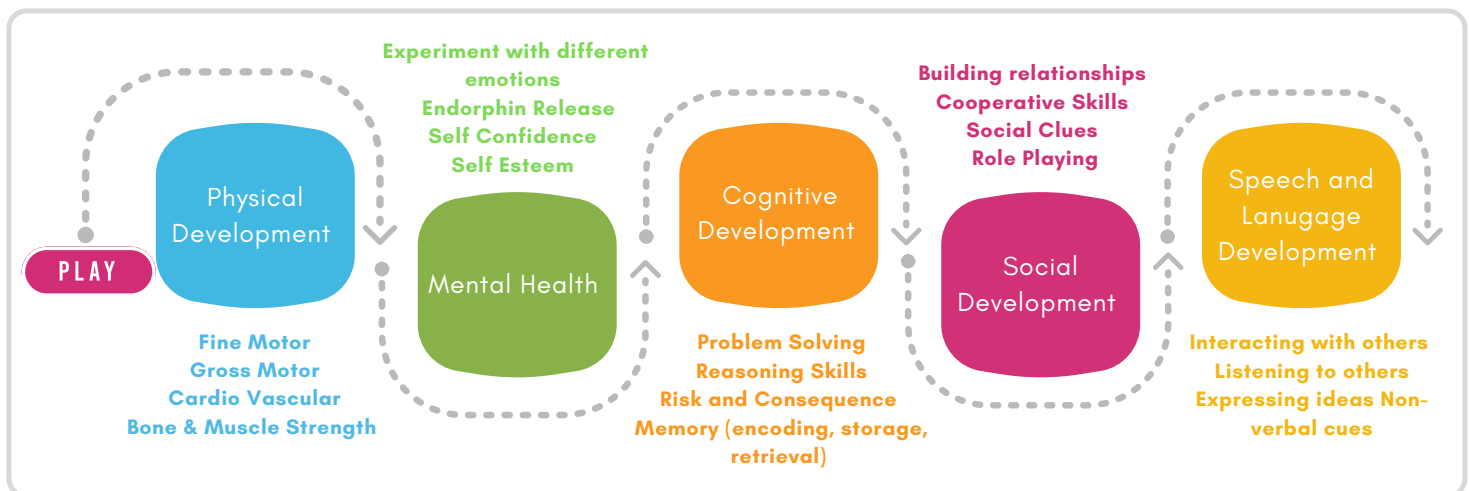 PLAY
Physical
Development
Fine Motor
Gross Motor
Cardio Vascular
Bone & Muscle Strength
Experiment with different
emotions
Endorphin Release
Self Confidence
Self Esteem
Mental Health
Cognitive
Development
Problem Solving
Reasoning Skills
Risk and Consequence
Memory (encoding, storage,
retrieval)
Building relationships
Cooperative Skills
Social Clues
Role Playing
Social
Development
Speech and
Lanugage
Development
Interacting with others
Listening to others
Expressing ideas Non-
verbal cues